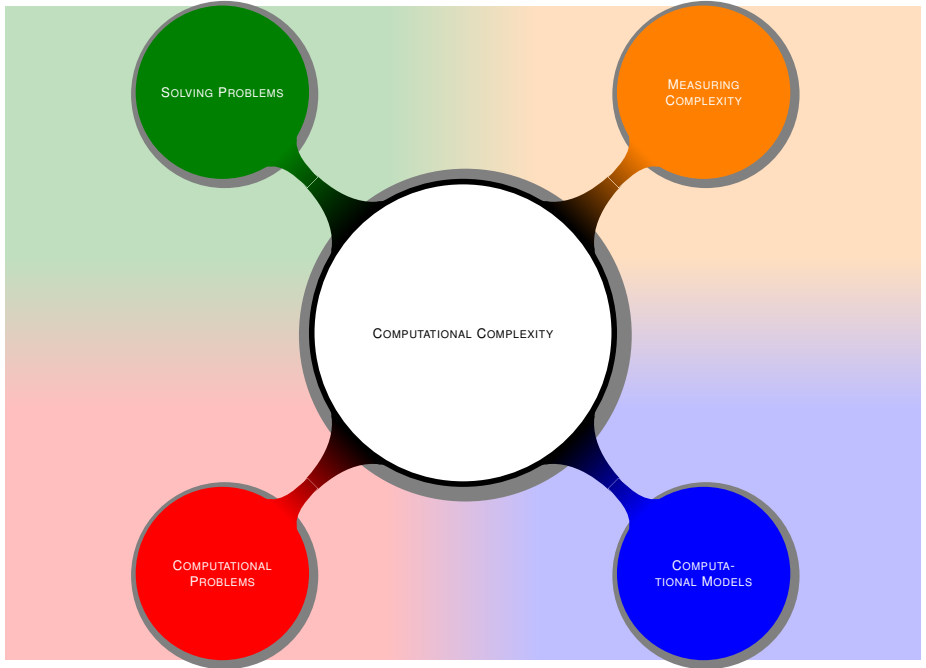 Solving Problems
Measuring
Complexity
Computational Complexity
Computational
Problems
Computa-
tional Models